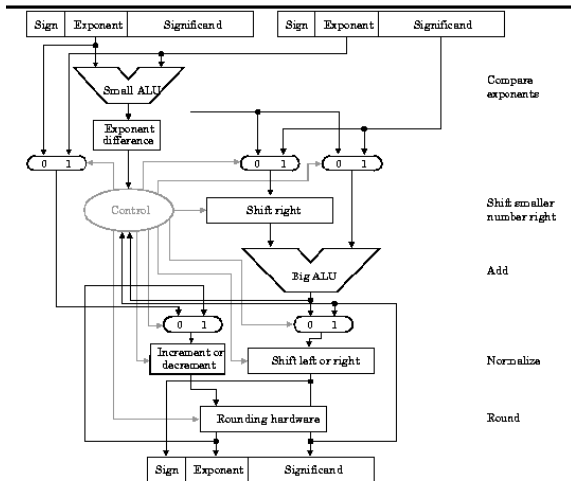 Sign Exponent Significand Sign Exponent Significand
Small ALU
Compare
exponents
Exponent
difference
0 1 0 1 0 1
Control
Shift right
Shift smaller
number right
Big ALU
Add
0 1 0 1
Increment or
decrement
Shift left or right
Normalize
Rounding hardware
Round
Sign Exponent Significand